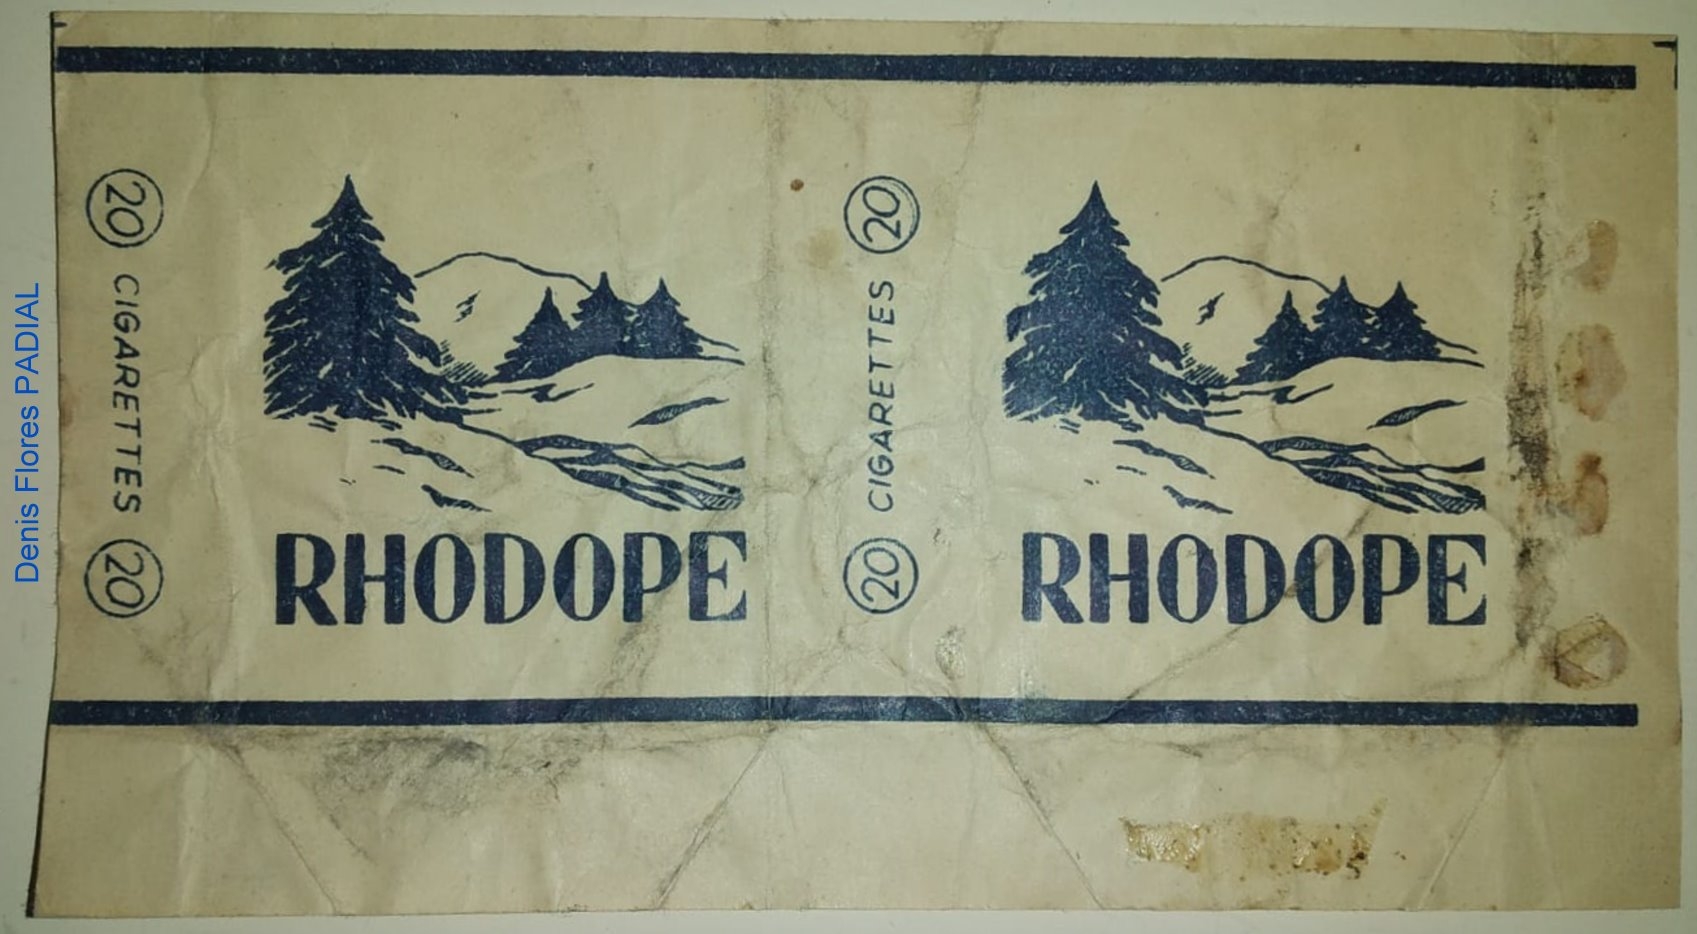 Denis Flores PADIAL
20 CIGARETTES 20
RHODOPE
20 CIGARETTES 20
RHODOPE